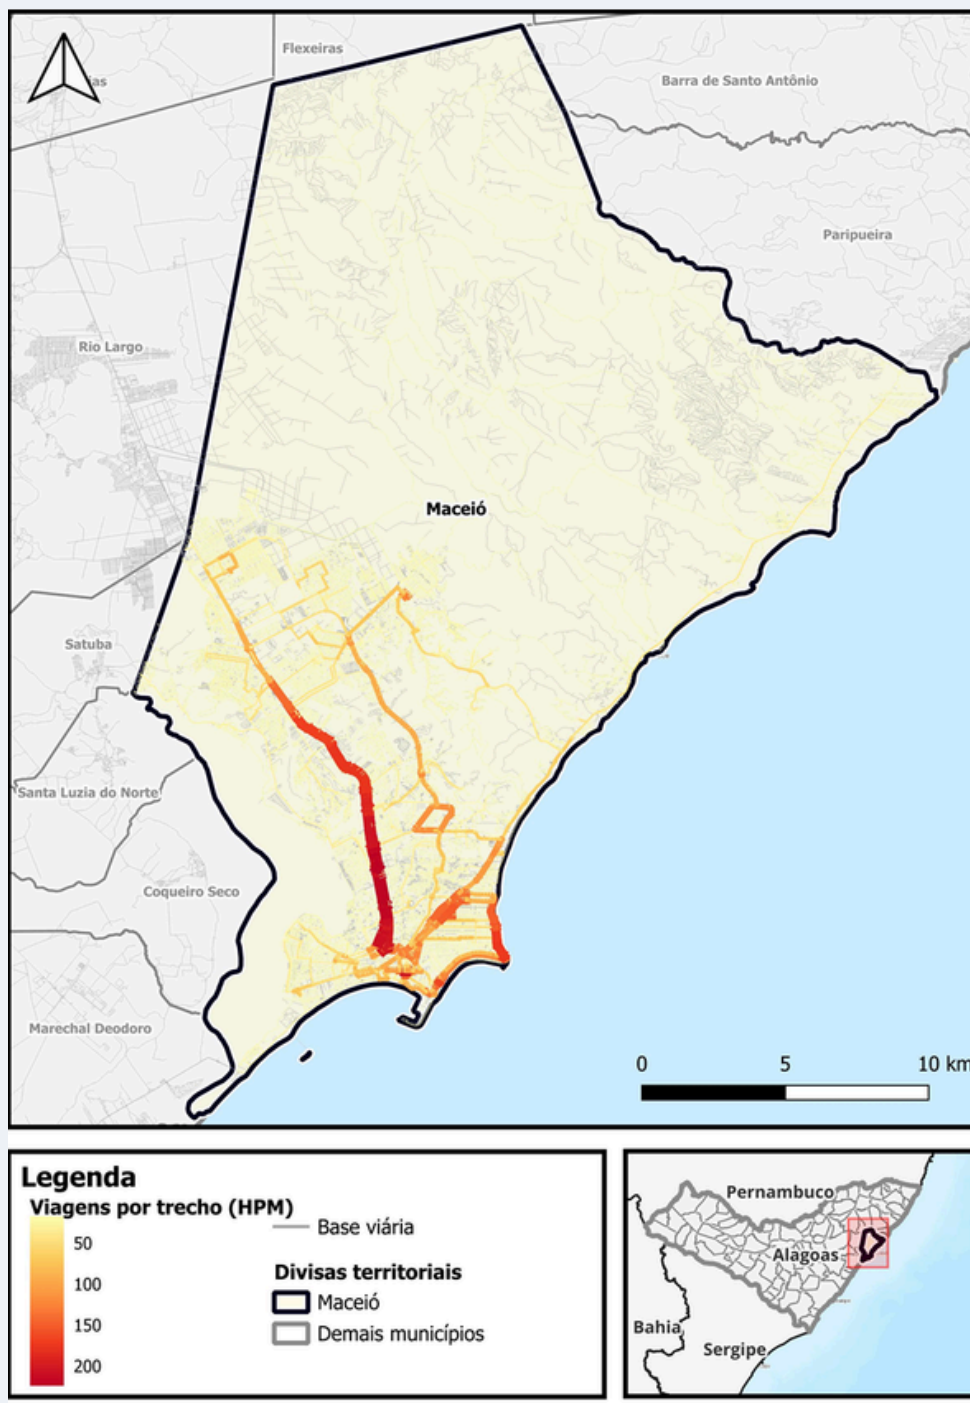 Flexeiras
ias
Barra de Santo Antônio
Paripueira
Rio Largo
Maceió
Satuba
Santa Luzia do Norte
Coqueiro Seco
Marechal Deodoro
0 5 10 km
Legenda
Viagens por trecho (HPM)
50
100
150
200
Base viária
Divisas territoriais
Maceió
Demais municípios
Pernambuco
Alagoas
Bahia
Sergipe